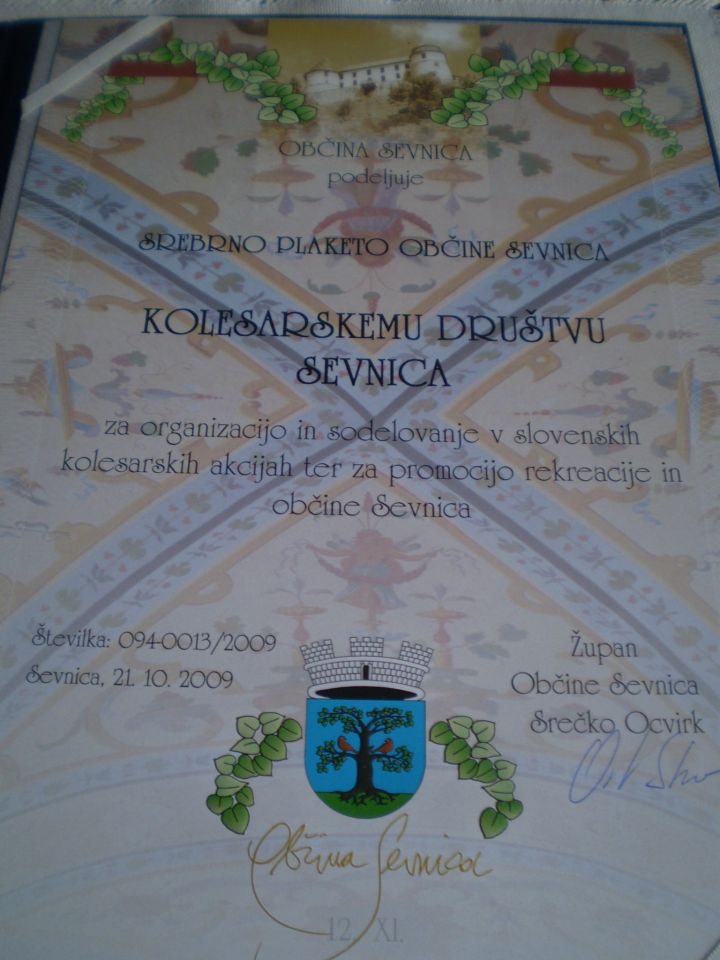 OBČINA SEVNICA
podeljuje
SREBRNO PLAKETO OBČINE SEVNICA
KOLESARSKEMU DRUŠTVU
SEVNICA
za organizacijo in sodelovanje v slovenskih
kolesarskih akcijah ter za promocijo rekreacije in
občine Sevnica
Številka: 094-0013/2009
Sevnica, 21. 10. 2009
Župan
Občine Sevnica
Srečko Ocvirk
Občina Sevnica
12. XI.